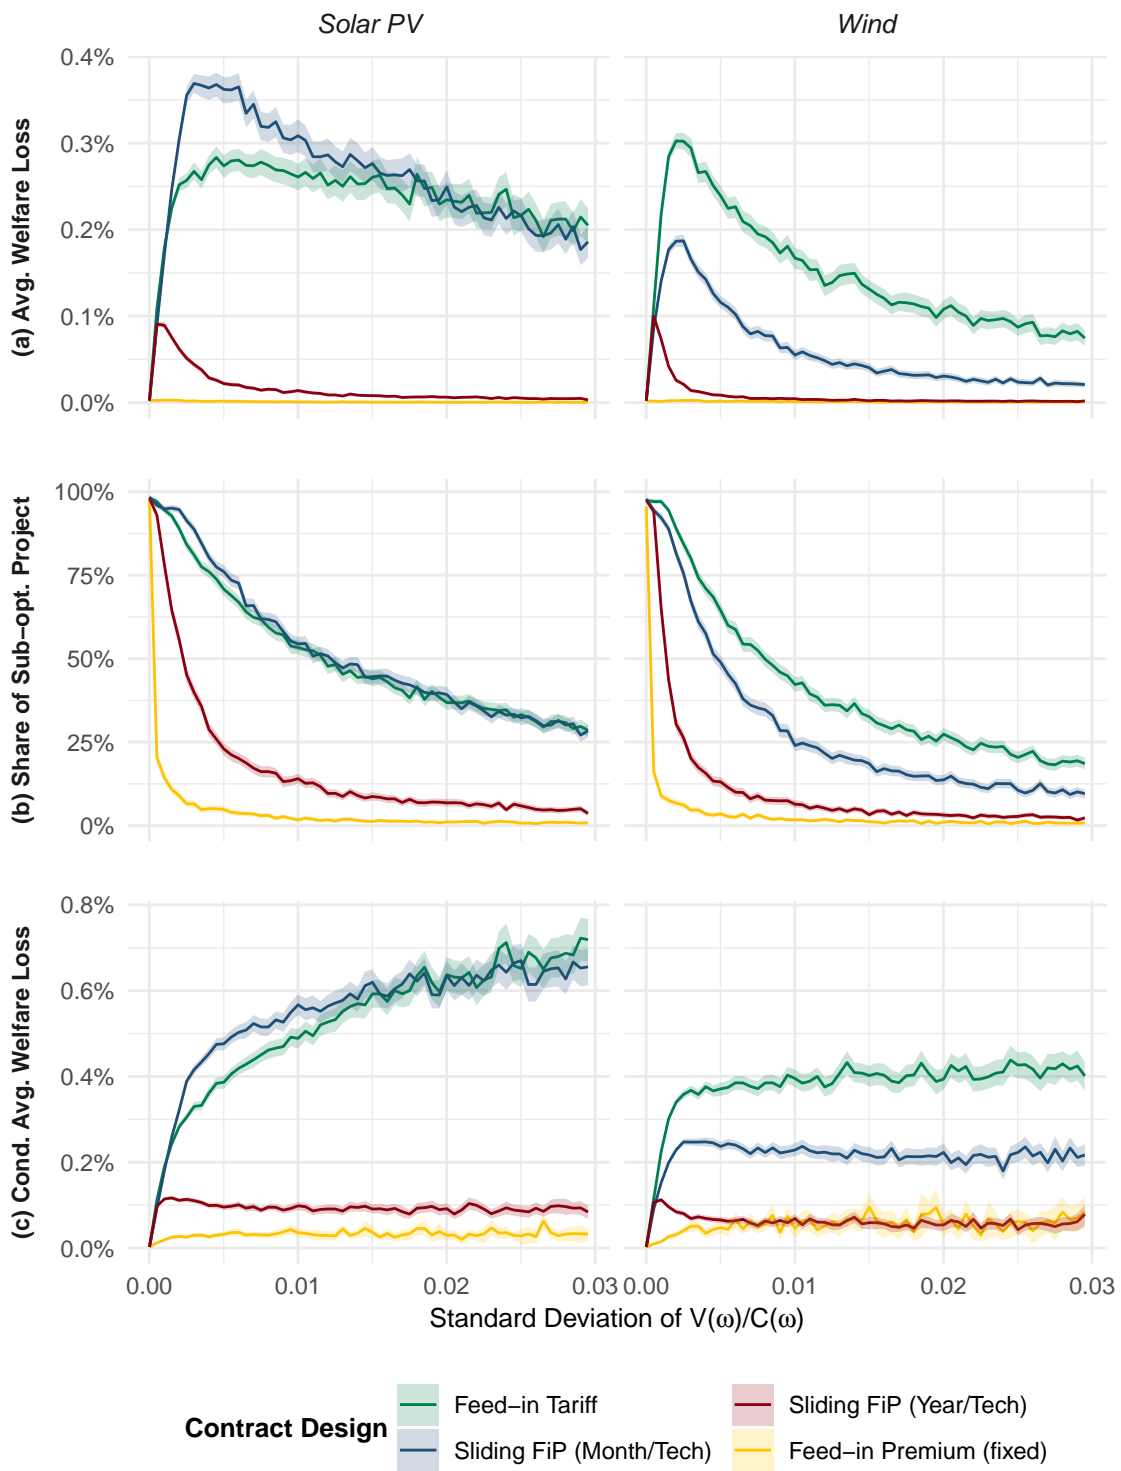 Solar PV
Wind
(a) Avg. Welfare Loss
0.4%
0.3%
0.2%
0.1%
0.0%
(b) Share of Sub−opt. Project
100%
75%
50%
25%
0%
(c) Cond. Avg. Welfare Loss
0.8%
0.6%
0.4%
0.2%
0.0%
0.00 0.01 0.02 0.03 0.00 0.01 0.02 0.03
Standard Deviation of V(ω)/C(ω)
Contract Design
Feed−in Tariff
Sliding FiP (Month/Tech)
Sliding FiP (Year/Tech)
Feed−in Premium (fixed)